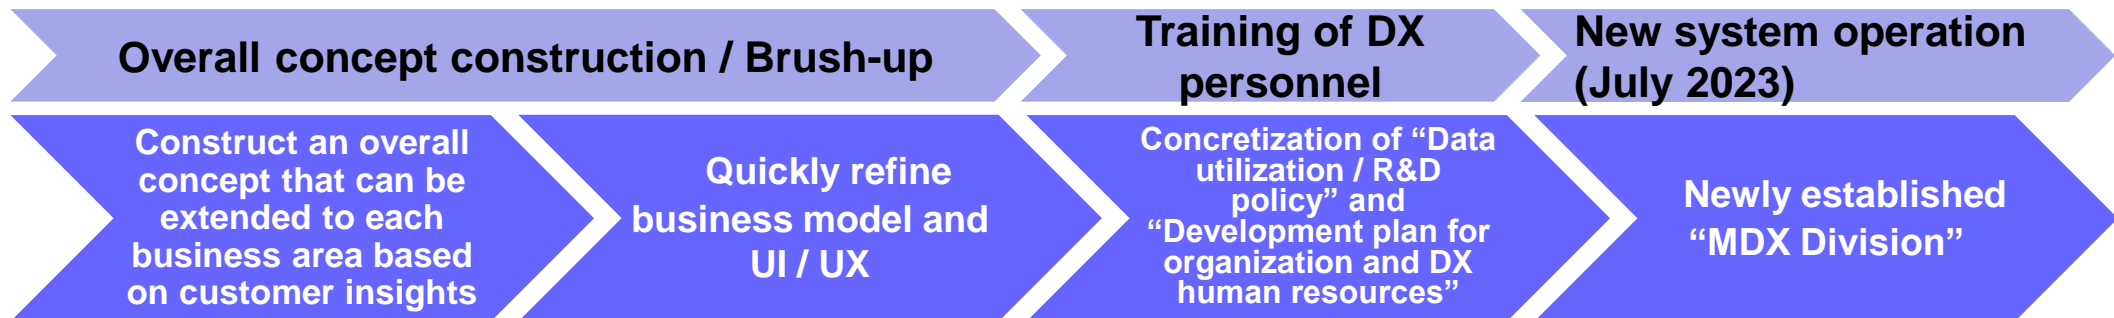 Overall concept construction / Brush-up
Training of DX
personnel
New system operation
(July 2023)
Construct an overall
concept that can be
extended to each
business area based
on customer insights
Quickly refine
business model and
UI / UX
Concretization of “Data
utilization / R&D
policy” and
“Development plan for
organization and DX
human resources”
Newly established
“MDX Division”